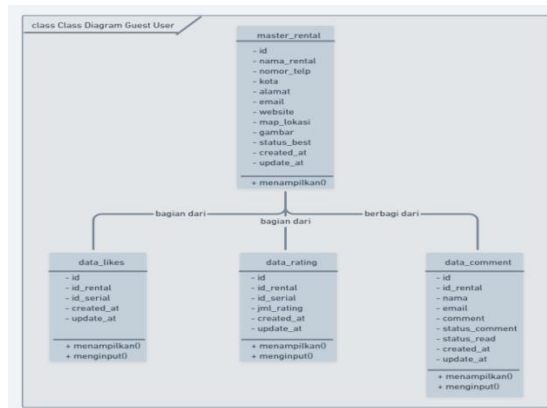 class Class Diagram Guest User
master_rental
- id
- nama_rental
- nomor_telp
- kota
- alamat
- email
- website
- map_lokasi
- gambar
- status_best
- created_at
- update_at
+ menampilkan()
bagian dari
bagian dari
berbagi dari
data_likes
- id
- id_rental
- id_serial
- created_at
- update_at
+ menampilkan()
+ menginput()
data_rating
- id
- id_rental
- id_serial
- jml_rating
- created_at
- update_at
+ menampilkan()
+ menginput()
data_comment
- id
- id_rental
- nama
- email
- comment
- status_comment
- status_read
- created_at
- update_at
+ menampilkan()
+ menginput()